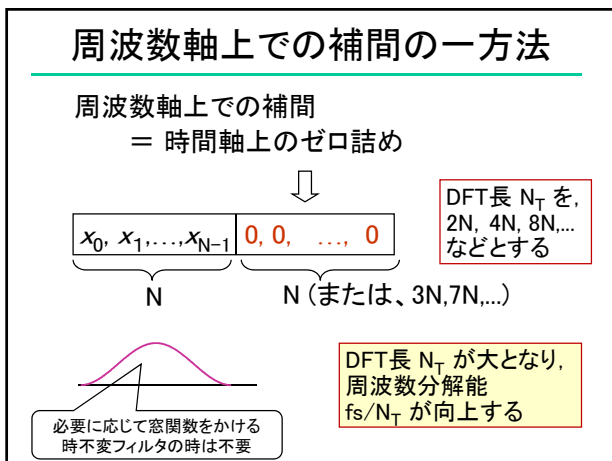 周波数軸上での補間の一方法
周波数軸上での補間
＝ 時間軸上のゼロ詰め
DFT長 N_T を,
2N, 4N, 8N,...
などとする
x_0, x_1,...,x_{N-1} 0, 0, ..., 0
N N (または、3N,7N,...)
DFT長 N_T が大となり,
周波数分解能
fs/N_T が向上する
必要に応じて窓関数をかける
時不変フィルタの時は不要